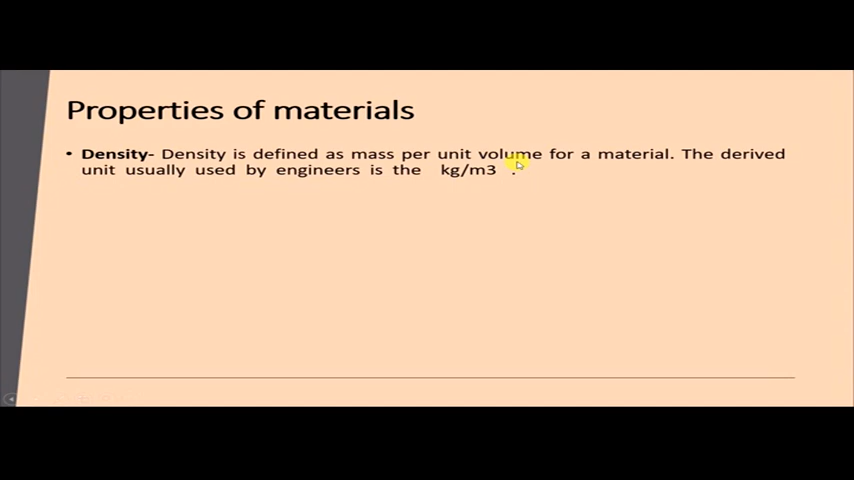 Properties of materials
• Density- Density is defined as mass per unit volume for a material. The derived
unit usually used by engineers is the kg/m3 .